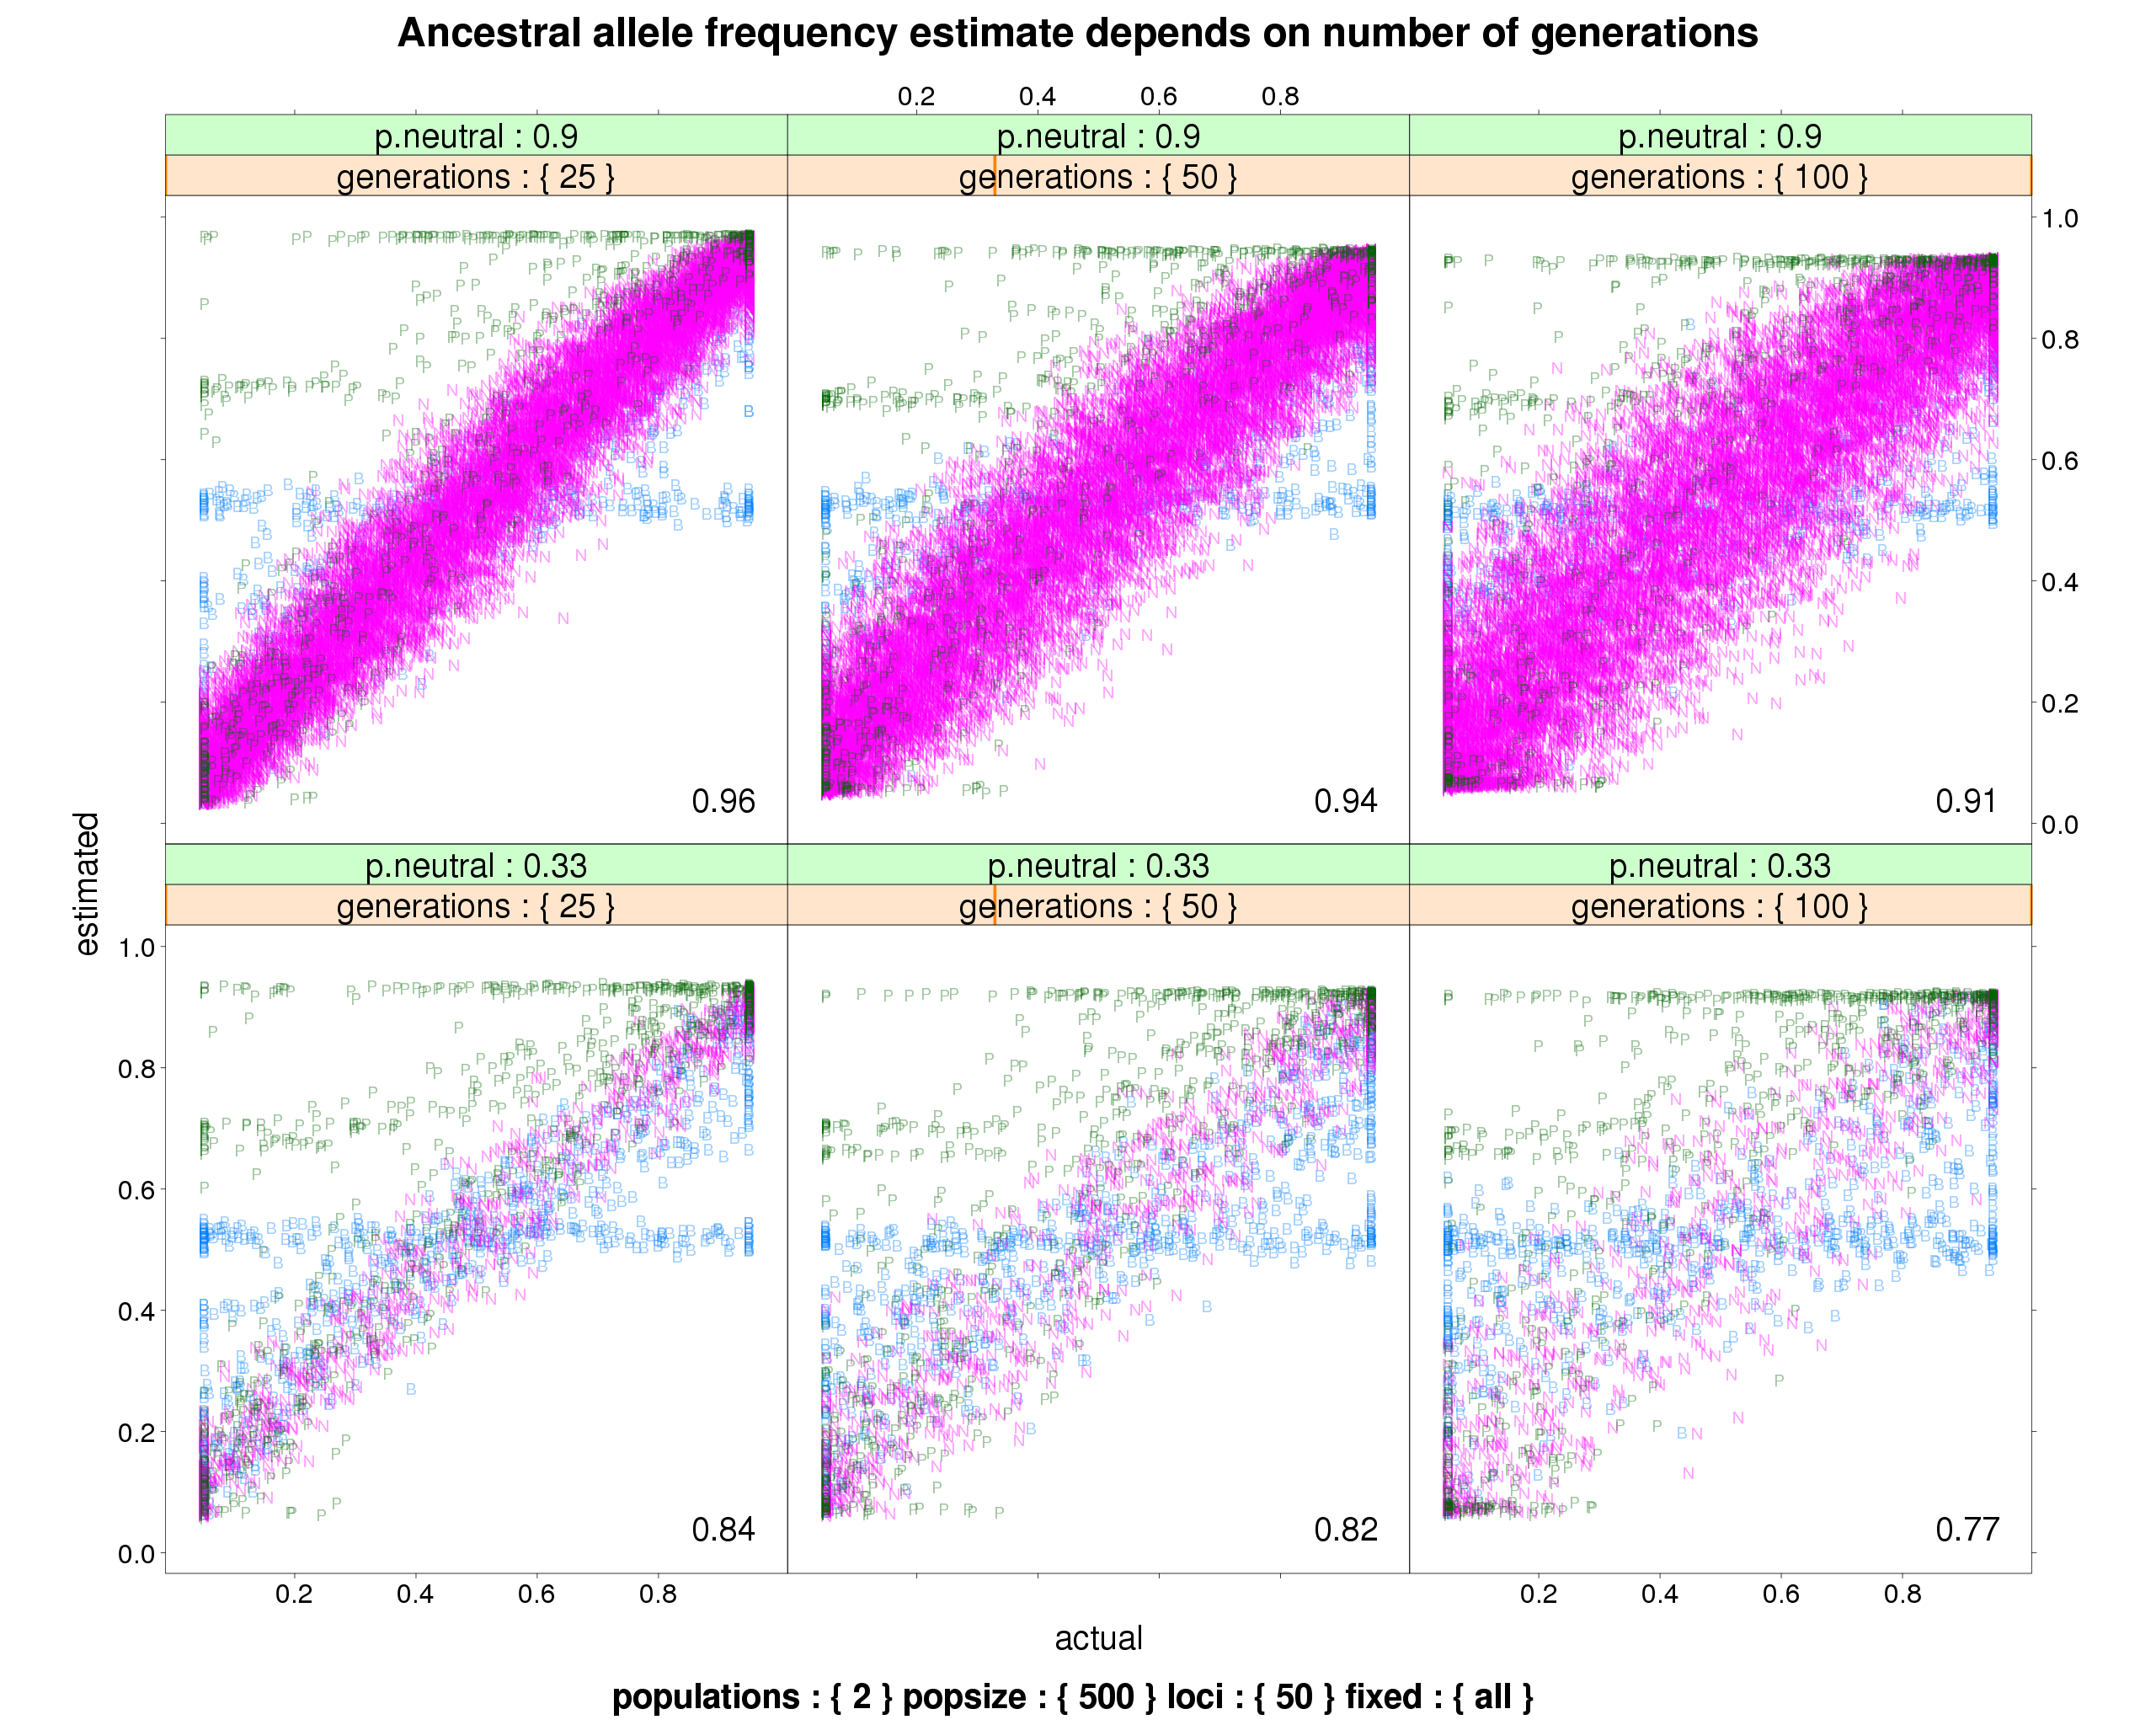 Ancestral allele frequency estimate depends on number of generations
0.2 0.4 0.6 0.8
p.neutral : 0.9 p.neutral : 0.9 p.neutral : 0.9
generations : { 25 } generations : { 50 } generations : { 100 }
1.0
0.8
0.6
0.4
0.2
0.0
0.96 0.94 0.91
p.neutral : 0.33 p.neutral : 0.33 p.neutral : 0.33
generations : { 25 } generations : { 50 } generations : { 100 }
estimated
1.0
0.8
0.6
0.4
0.2
0.0
0.84 0.82 0.77
0.2 0.4 0.6 0.8 0.2 0.4 0.6 0.8
actual
populations : { 2 } popsize : { 500 } loci : { 50 } fixed : { all }